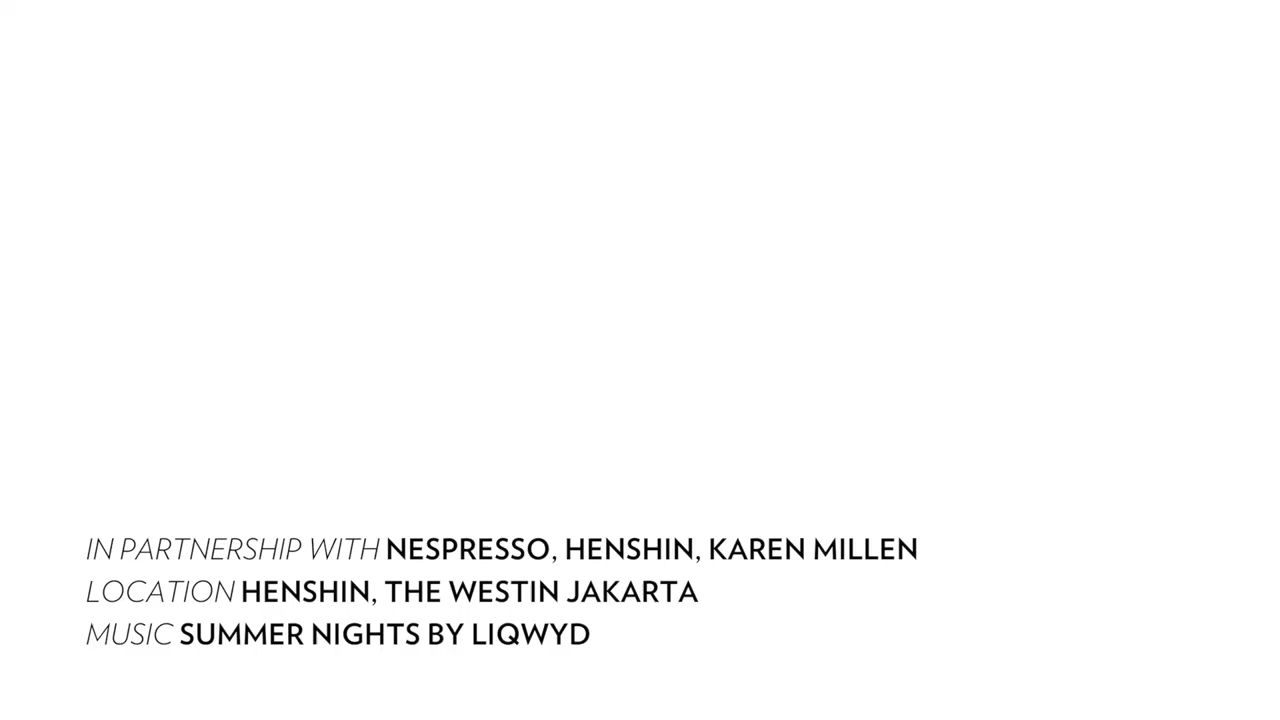 IN PARTNERSHIP WITH NESPRESSO, HENSHIN, KAREN MILLEN
LOCATION HENSHIN, THE WESTIN JAKARTA
MUSIC SUMMER NIGHTS BY LIQWYD